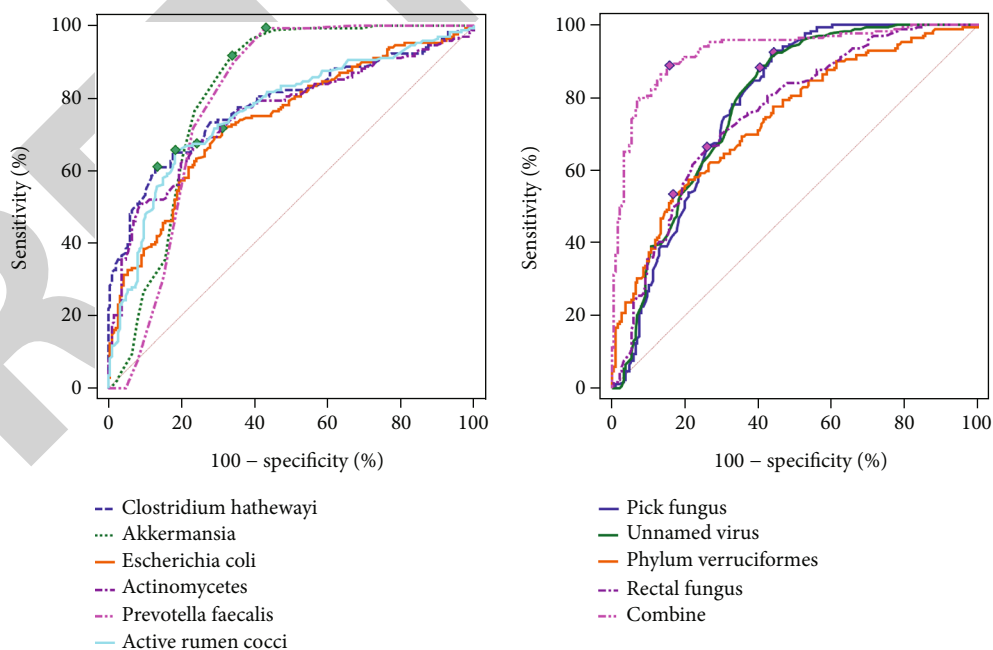 100
80
60
40
20
0
Sensitivity (%)
0 20 40 60 80 100
100 − specificity (%)
Clostridium hathewayi
Akkermansia
Escherichia coli
Actinomycetes
Prevotella faecalis
Active rumen cocci
100
80
60
40
20
0
Sensitivity (%)
0 20 40 60 80 100
100 − specificity (%)
Pick fungus
Unnamed virus
Phylum verruciformes
Rectal fungus
Combine